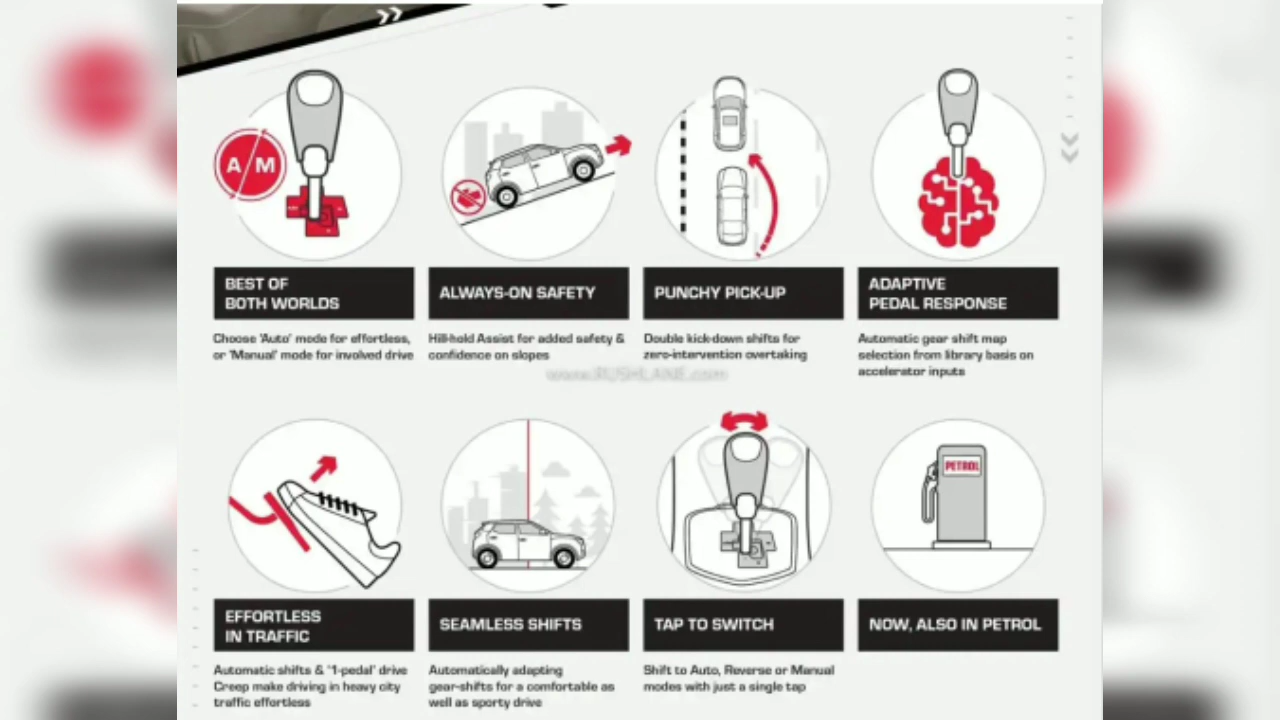 A/M
BEST OF
BOTH WORLDS
Choose 'Auto' mode for effortless,
or 'Manual' mode for involved drive
ALWAYS-ON SAFETY
Hill-hold Assist for added safety &
confidence on slopes
PUNCHY PICK-UP
Double kick-down shifts for
zero-intervention overtaking
ADAPTIVE
PEDAL RESPONSE
Automatic gear shift map
selection from library basis on
accelerator inputs
www.RUSHLANE.com
PETROL
EFFORTLESS
IN TRAFFIC
Automatic shifts & '1-pedal' drive
Creep make driving in heavy city
traffic effortless
SEAMLESS SHIFTS
Automatically adapting
gear-shifts for a comfortable as
well as sporty drive
TAP TO SWITCH
Shift to Auto, Reverse or Manual
modes with just a single tap
NOW, ALSO IN PETROL